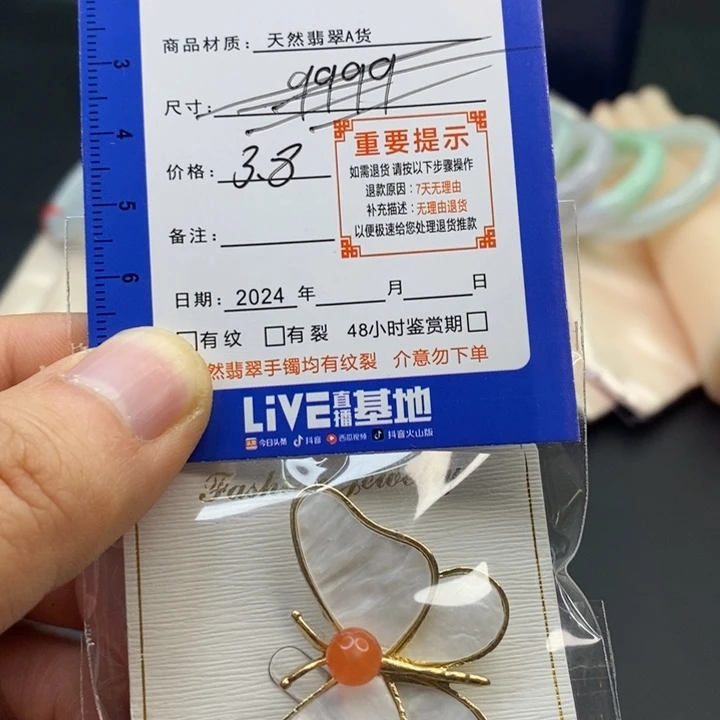 商品材质: 天然翡翠A货
3
9999
尺寸:
4
重要提示
价格: 3.8
如需退货 请按以下步骤操作
退款原因：7天无理由
5
补充描述：无理由退货
以便极速给您处理退货推款
备注:
6
日期: 2024 年 月 日
有纹 有裂 48小时鉴赏期
然翡翠手镯均有纹裂 介意勿下单
LiVE直播基地
今日头条 抖音 西瓜视频 抖音火山版